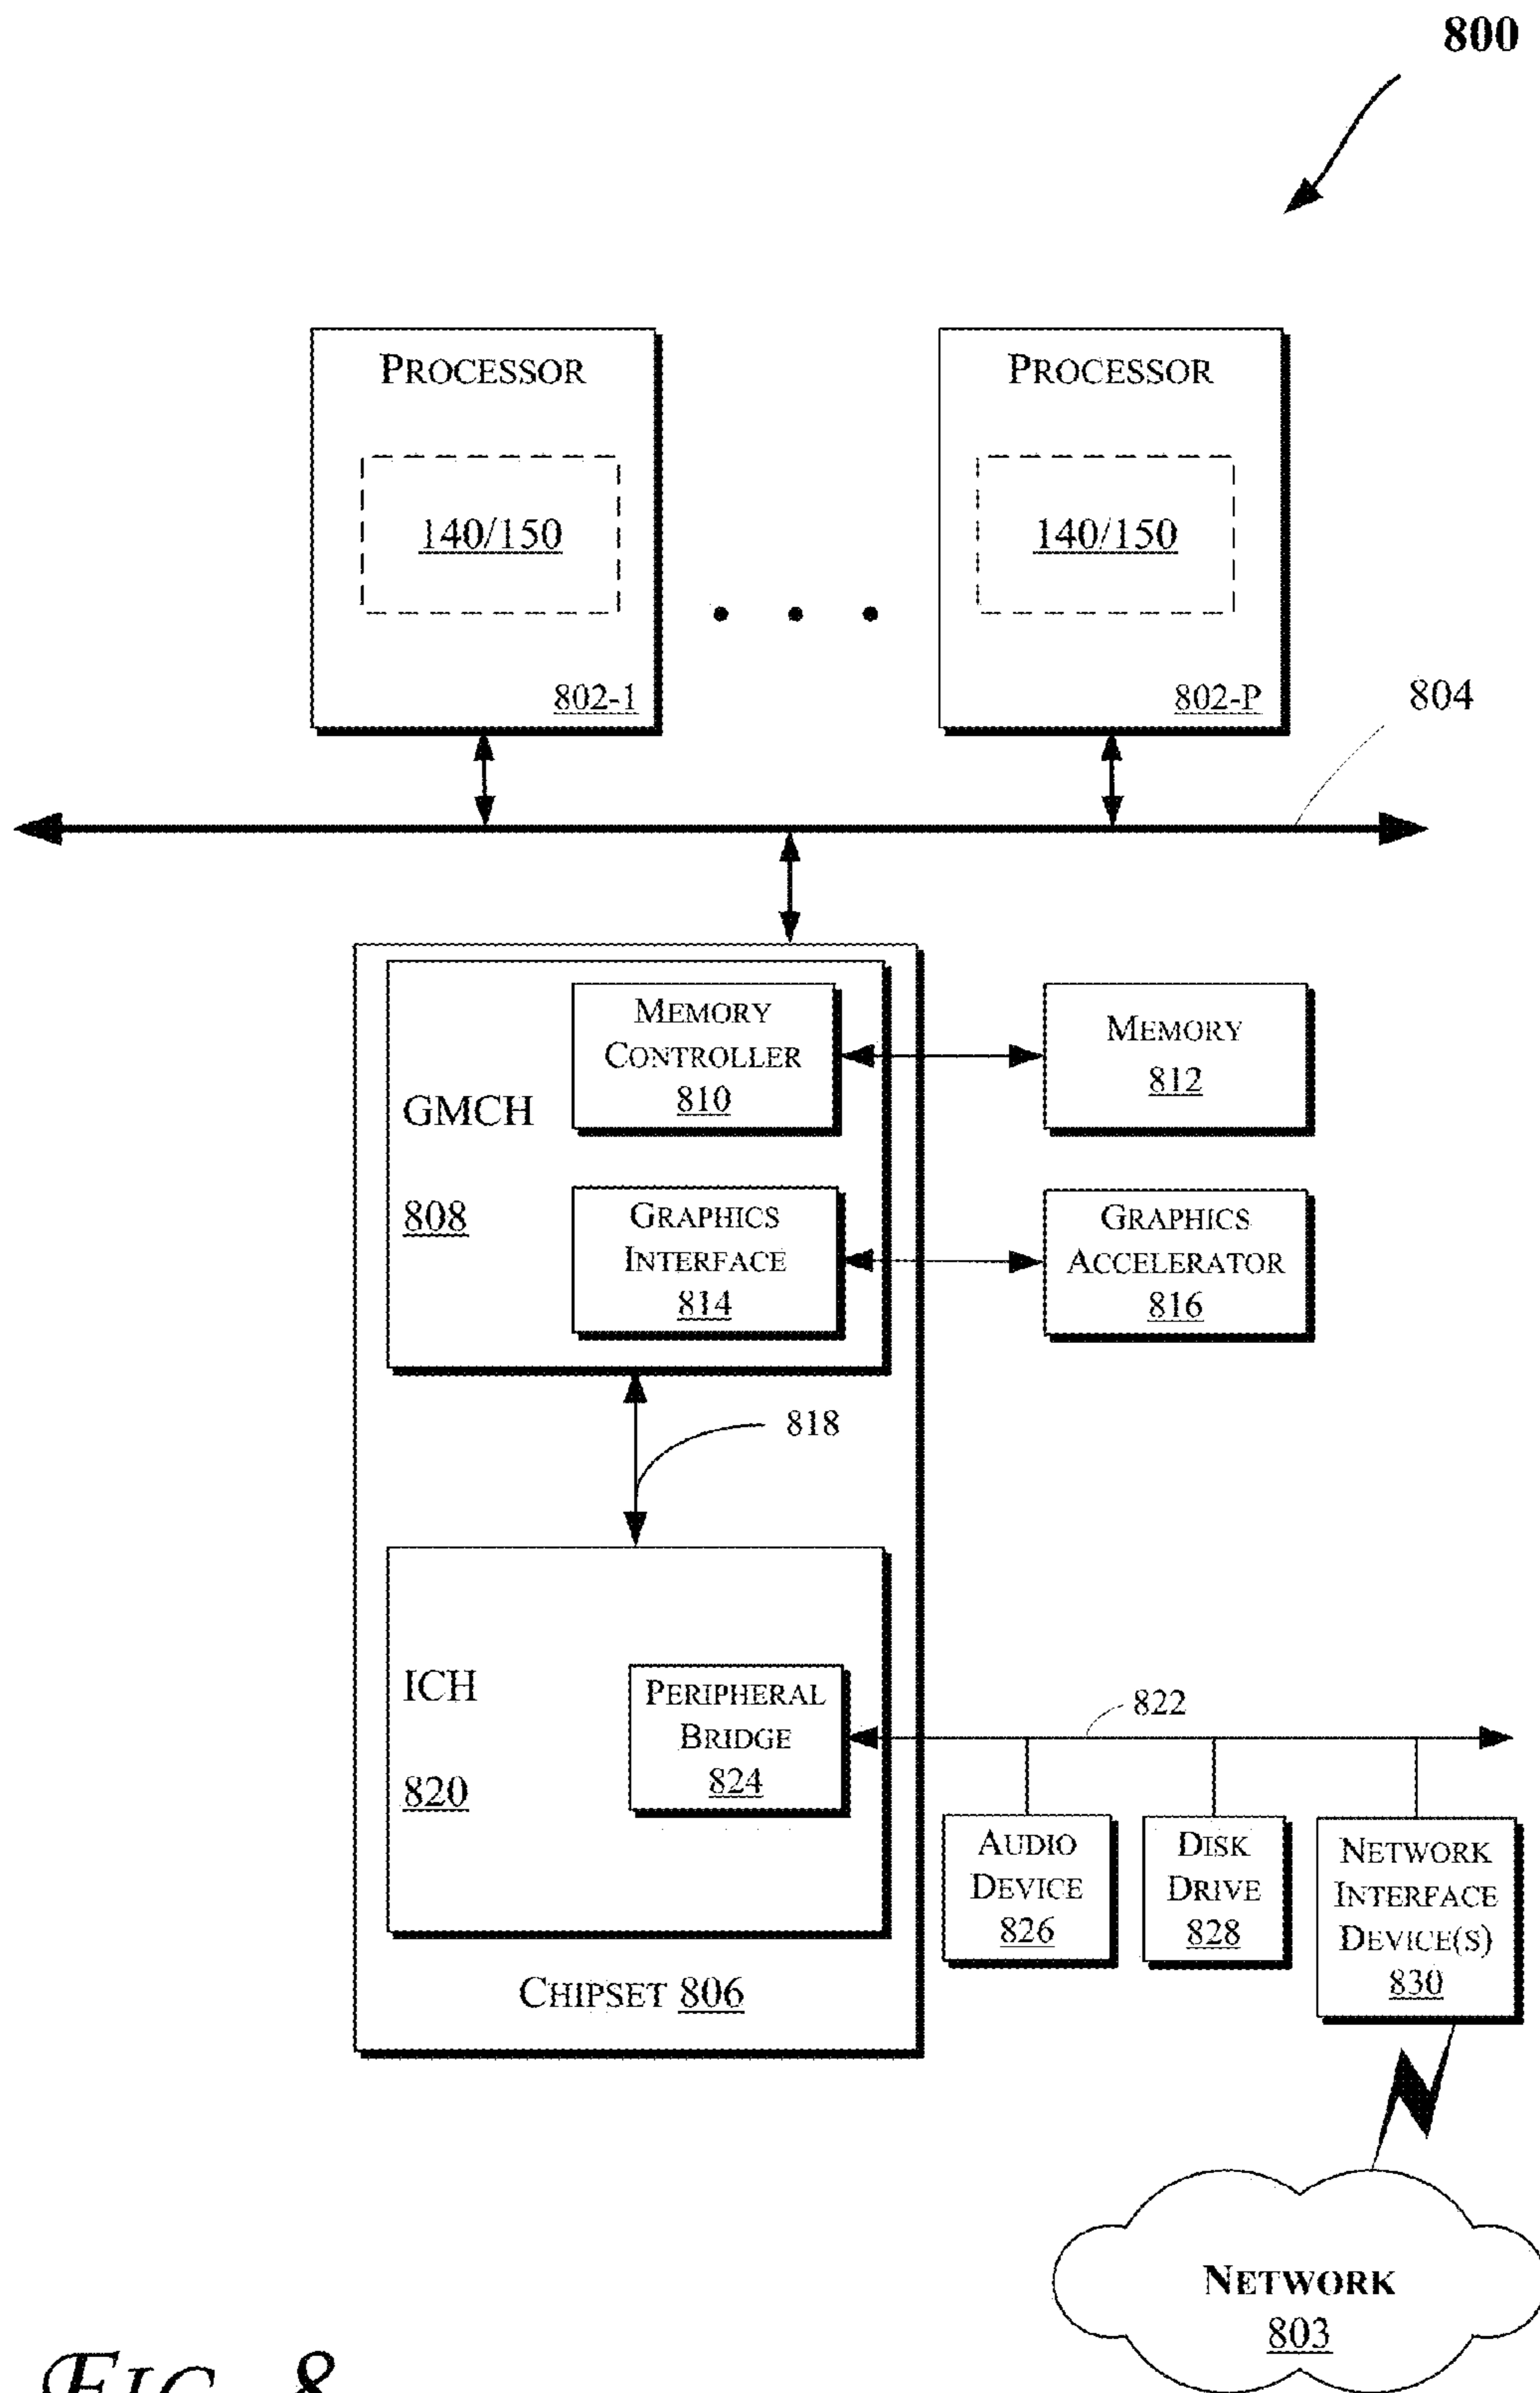 800
PROCESSOR
140/150
802-1
PROCESSOR
140/150
802-P
804
MEMORY
CONTROLLER
810
MEMORY
812
GMCH
808
GRAPHICS
INTERFACE
814
GRAPHICS
ACCELERATOR
816
818
ICH
820
PERIPHERAL
BRIDGE
824
822
AUDIO
DEVICE
826
DISK
DRIVE
828
NETWORK
INTERFACE
DEVICE(S)
830
CHIPSET 806
NETWORK
803
FIG. 8